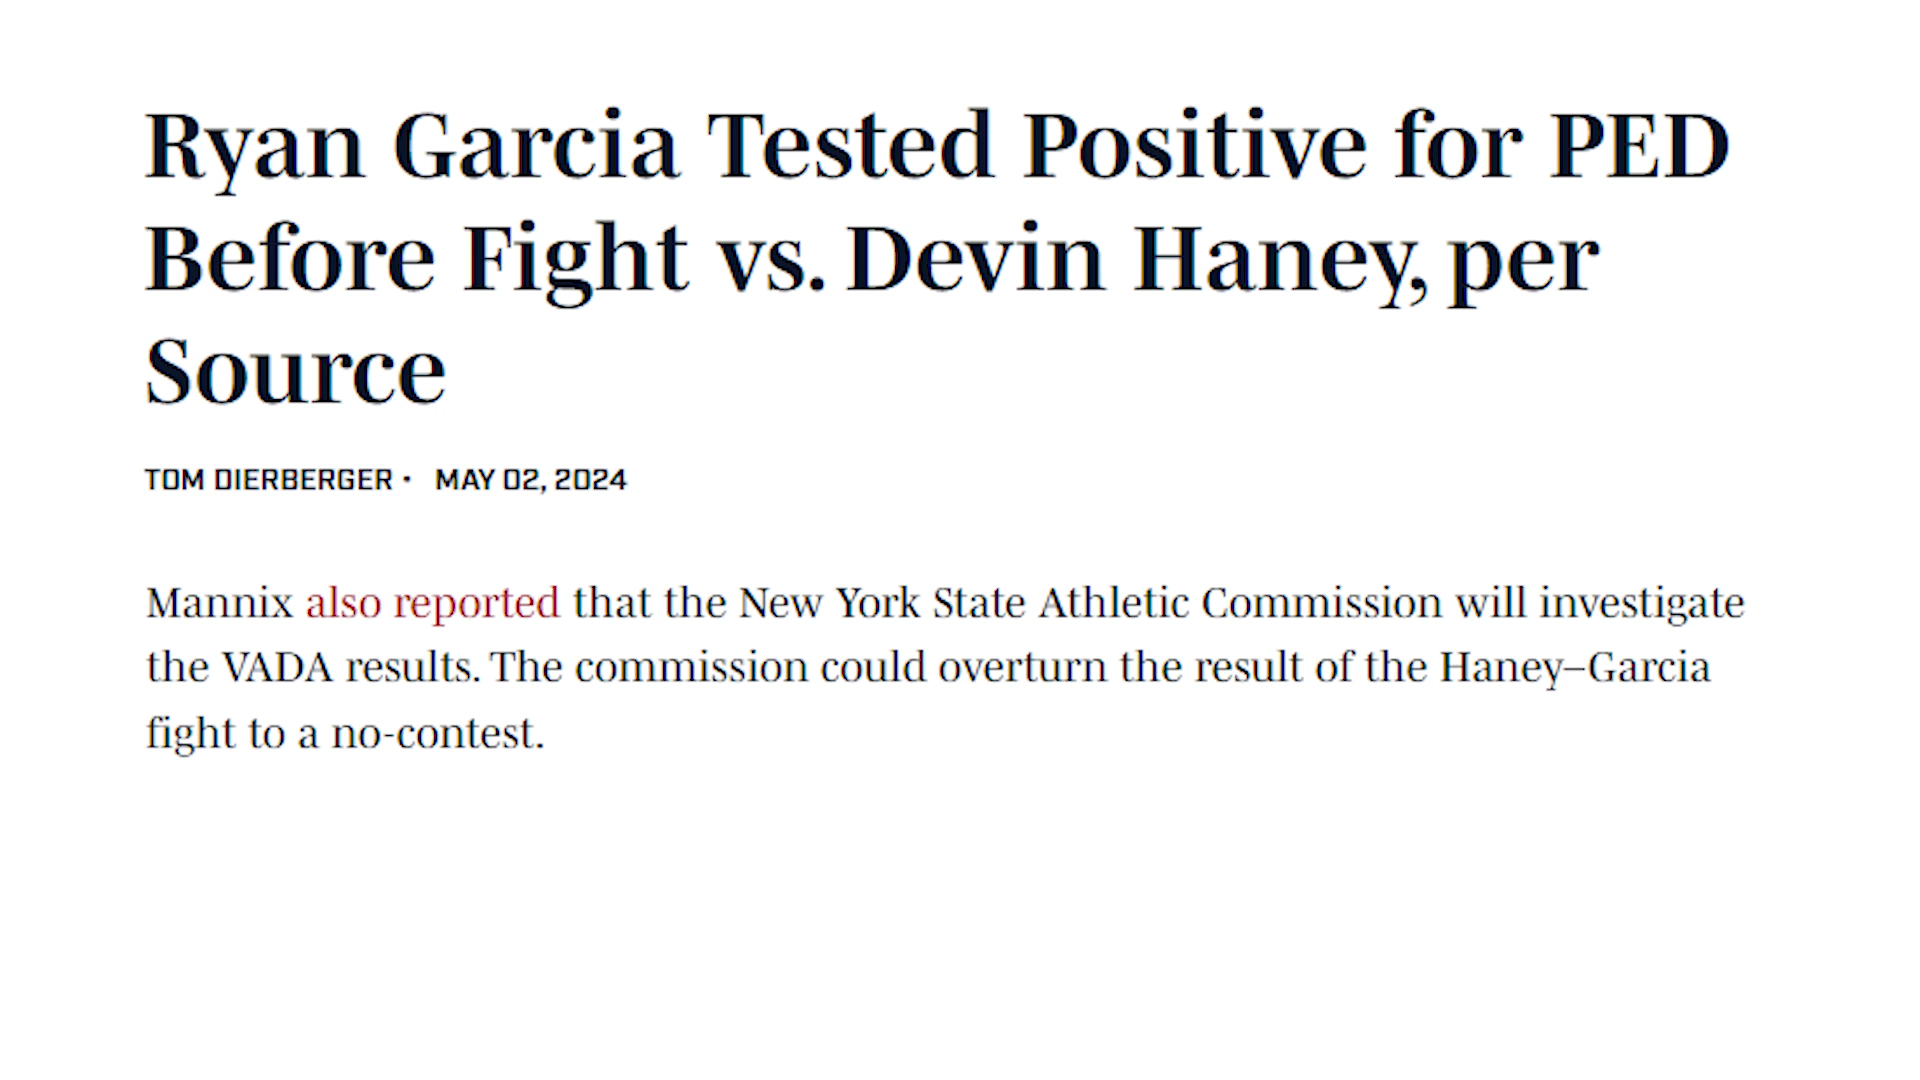 Ryan Garcia Tested Positive for PED
Before Fight vs. Devin Haney, per
Source
TOM DIERBERGER · MAY 02, 2024
Mannix also reported that the New York State Athletic Commission will investigate
the VADA results. The commission could overturn the result of the Haney–Garcia
fight to a no-contest.